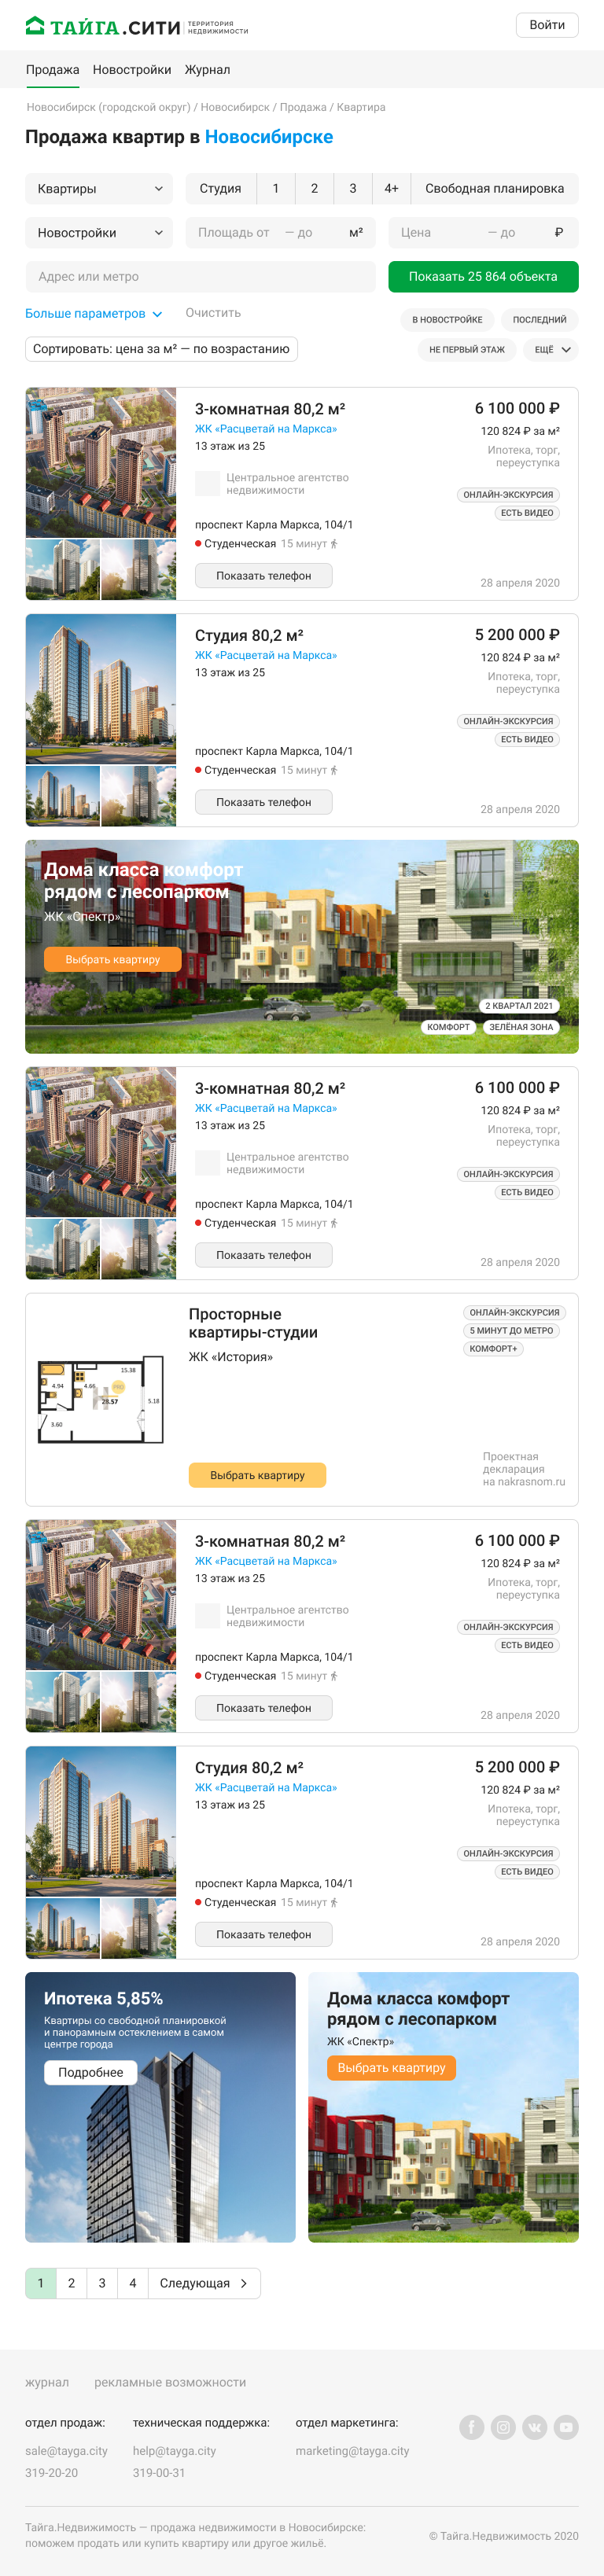 ТАЙГА.СИТИ
ТЕРРИТОРИЯ
НЕДВИЖИМОСТИ
Войти
Продажа Новостройки Журнал
Новосибирск (городской округ) / Новосибирск / Продажа / Квартира
Продажа квартир в Новосибирске
Квартиры Студия 1 2 3 4+ Свободная планировка
Новостройки Площадь от — до м² Цена — до ₽
Адрес или метро Показать 25 864 объекта
Больше параметров Очистить
В НОВОСТРОЙКЕ ПОСЛЕДНИЙ
Сортировать: цена за м² — по возрастанию
НЕ ПЕРВЫЙ ЭТАЖ ЕЩЁ
3-комнатная 80,2 м²
ЖК «Расцветай на Маркса»
13 этаж из 25
Центральное агентство
недвижимости
проспект Карла Маркса, 104/1
Студенческая 15 минут
Показать телефон
6 100 000 ₽
120 824 ₽ за м²
Ипотека, торг,
переуступка
ОНЛАЙН-ЭКСКУРСИЯ
ЕСТЬ ВИДЕО
28 апреля 2020
Студия 80,2 м²
ЖК «Расцветай на Маркса»
13 этаж из 25
проспект Карла Маркса, 104/1
Студенческая 15 минут
Показать телефон
5 200 000 ₽
120 824 ₽ за м²
Ипотека, торг,
переуступка
ОНЛАЙН-ЭКСКУРСИЯ
ЕСТЬ ВИДЕО
28 апреля 2020
Дома класса комфорт
рядом с лесопарком
ЖК «Спектр»
Выбрать квартиру
2 КВАРТАЛ 2021
КОМФОРТ ЗЕЛЁНАЯ ЗОНА
3-комнатная 80,2 м²
ЖК «Расцветай на Маркса»
13 этаж из 25
Центральное агентство
недвижимости
проспект Карла Маркса, 104/1
Студенческая 15 минут
Показать телефон
6 100 000 ₽
120 824 ₽ за м²
Ипотека, торг,
переуступка
ОНЛАЙН-ЭКСКУРСИЯ
ЕСТЬ ВИДЕО
28 апреля 2020
15.38
4.94 4.66
28.57
5.18
3.60
Просторные
квартиры-студии
ЖК «История»
Выбрать квартиру
ОНЛАЙН-ЭКСКУРСИЯ
5 МИНУТ ДО МЕТРО
КОМФОРТ+
Проектная
декларация
на nakrasnom.ru
3-комнатная 80,2 м²
ЖК «Расцветай на Маркса»
13 этаж из 25
Центральное агентство
недвижимости
проспект Карла Маркса, 104/1
Студенческая 15 минут
Показать телефон
6 100 000 ₽
120 824 ₽ за м²
Ипотека, торг,
переуступка
ОНЛАЙН-ЭКСКУРСИЯ
ЕСТЬ ВИДЕО
28 апреля 2020
Студия 80,2 м²
ЖК «Расцветай на Маркса»
13 этаж из 25
проспект Карла Маркса, 104/1
Студенческая 15 минут
Показать телефон
5 200 000 ₽
120 824 ₽ за м²
Ипотека, торг,
переуступка
ОНЛАЙН-ЭКСКУРСИЯ
ЕСТЬ ВИДЕО
28 апреля 2020
Ипотека 5,85%
Квартиры со свободной планировкой
и панорамным остеклением в самом
центре города
Подробнее
Дома класса комфорт
рядом с лесопарком
ЖК «Спектр»
Выбрать квартиру
1 2 3 4 Следующая
журнал рекламные возможности
отдел продаж: техническая поддержка: отдел маркетинга:
sale@tayga.city help@tayga.city marketing@tayga.city
319-20-20 319-00-31
Тайга.Недвижимость — продажа недвижимости в Новосибирске:
поможем продать или купить квартиру или другое жильё.
© Тайга.Недвижимость 2020